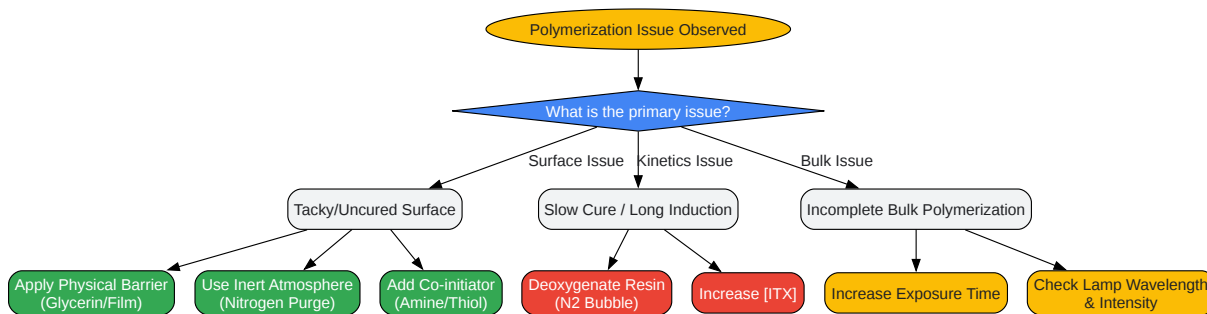 Polymerization Issue Observed
What is the primary issue?
Surface Issue
Kinetics Issue
Bulk Issue
Tacky/Uncured Surface
Slow Cure / Long Induction
Incomplete Bulk Polymerization
Apply Physical Barrier
(Glycerin/Film)
Use Inert Atmosphere
(Nitrogen Purge)
Add Co-initiator
(Amine/Thiol)
Deoxygenate Resin
(N2 Bubble)
Increase [ITX]
Increase Exposure Time
Check Lamp Wavelength
& Intensity